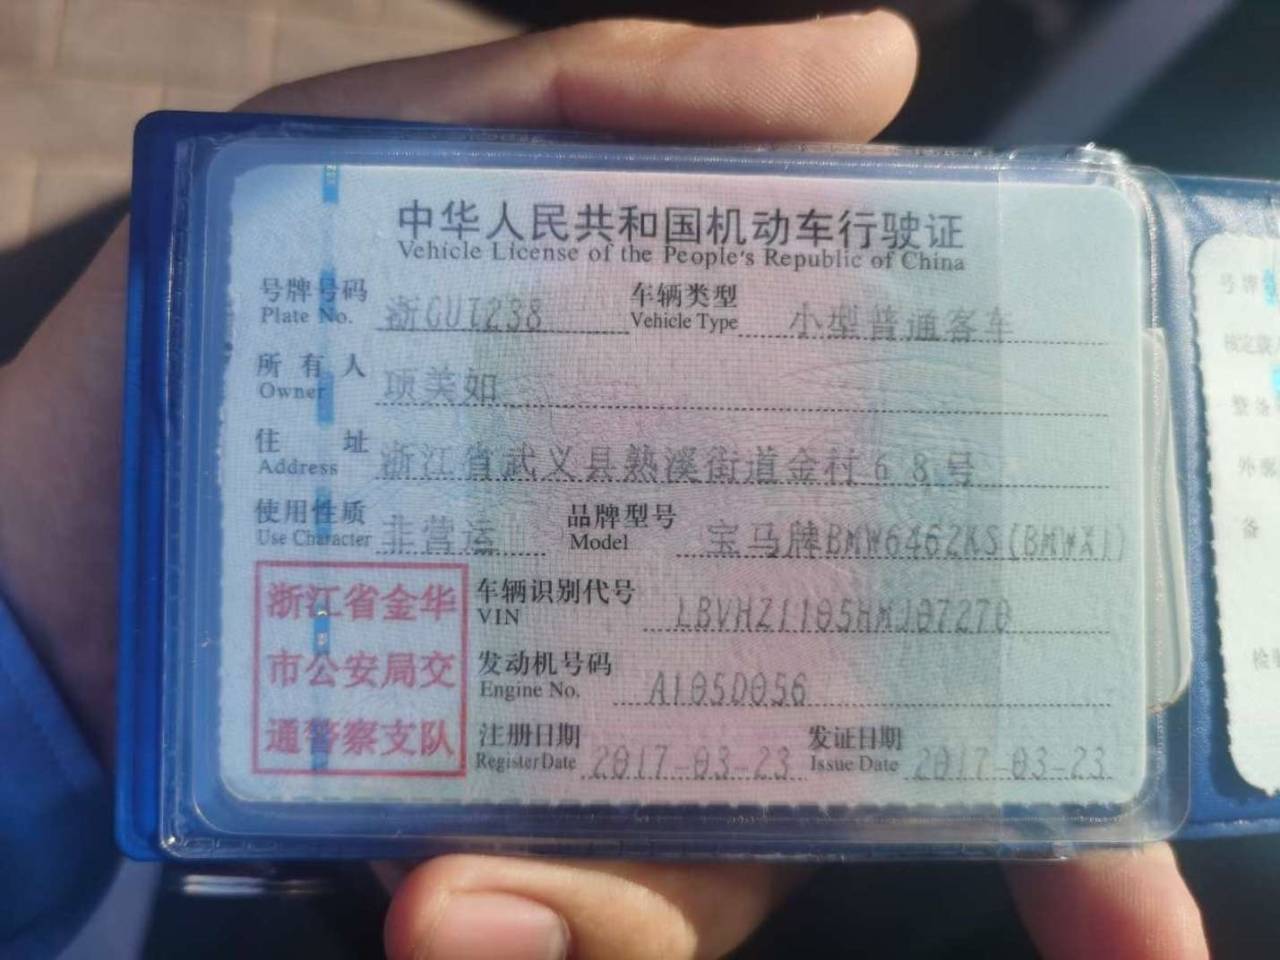 中华人民共和国机动车行驶证
Vehicle License of the People's Republic of China
号牌号码 浙GUT238 车辆类型 小型普通客车
Plate No. Vehicle Type
所有人 项美如
Owner
住址 浙江省武义县熟溪街道金村68号
Address
使用性质 非营运 品牌型号 宝马牌BMW6462KS(BMWX1)
Use Character Model
浙江省金华
市公安局交
通警察支队
车辆识别代号 LBVHZ1105HMJ07270
VIN
发动机号码 A105D056
Engine No.
注册日期 2017-03-23 发证日期 2017-03-23
Register Date Issue Date
号牌
整备
外廓
备